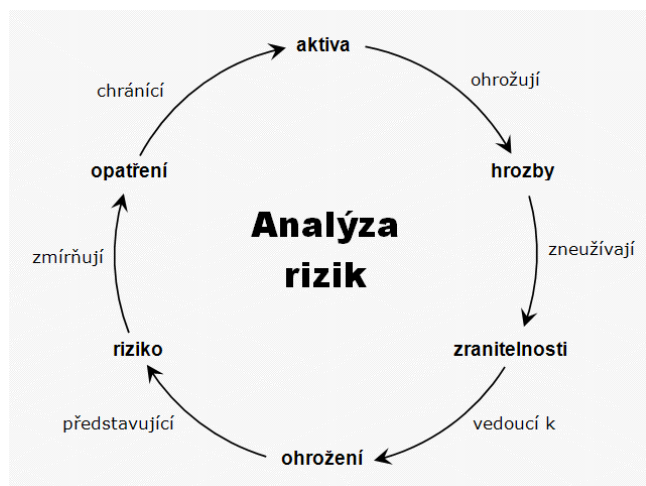 aktiva
ohrožují
hrozby
zneužívají
zranitelnosti
vedoucí k
ohrožení
představující
riziko
zmírňují
opatření
chránící
Analýza
rizik